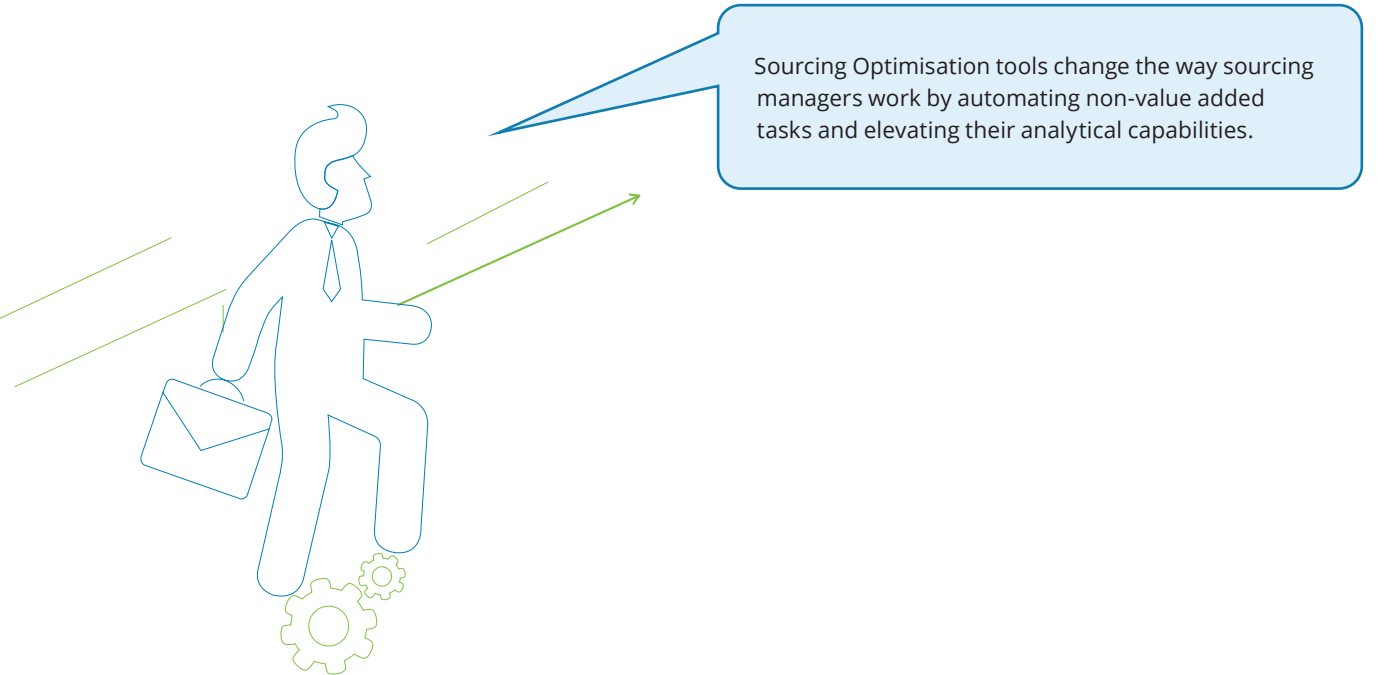 Sourcing Optimisation tools change the way sourcing
managers work by automating non-value added
tasks and elevating their analytical capabilities.